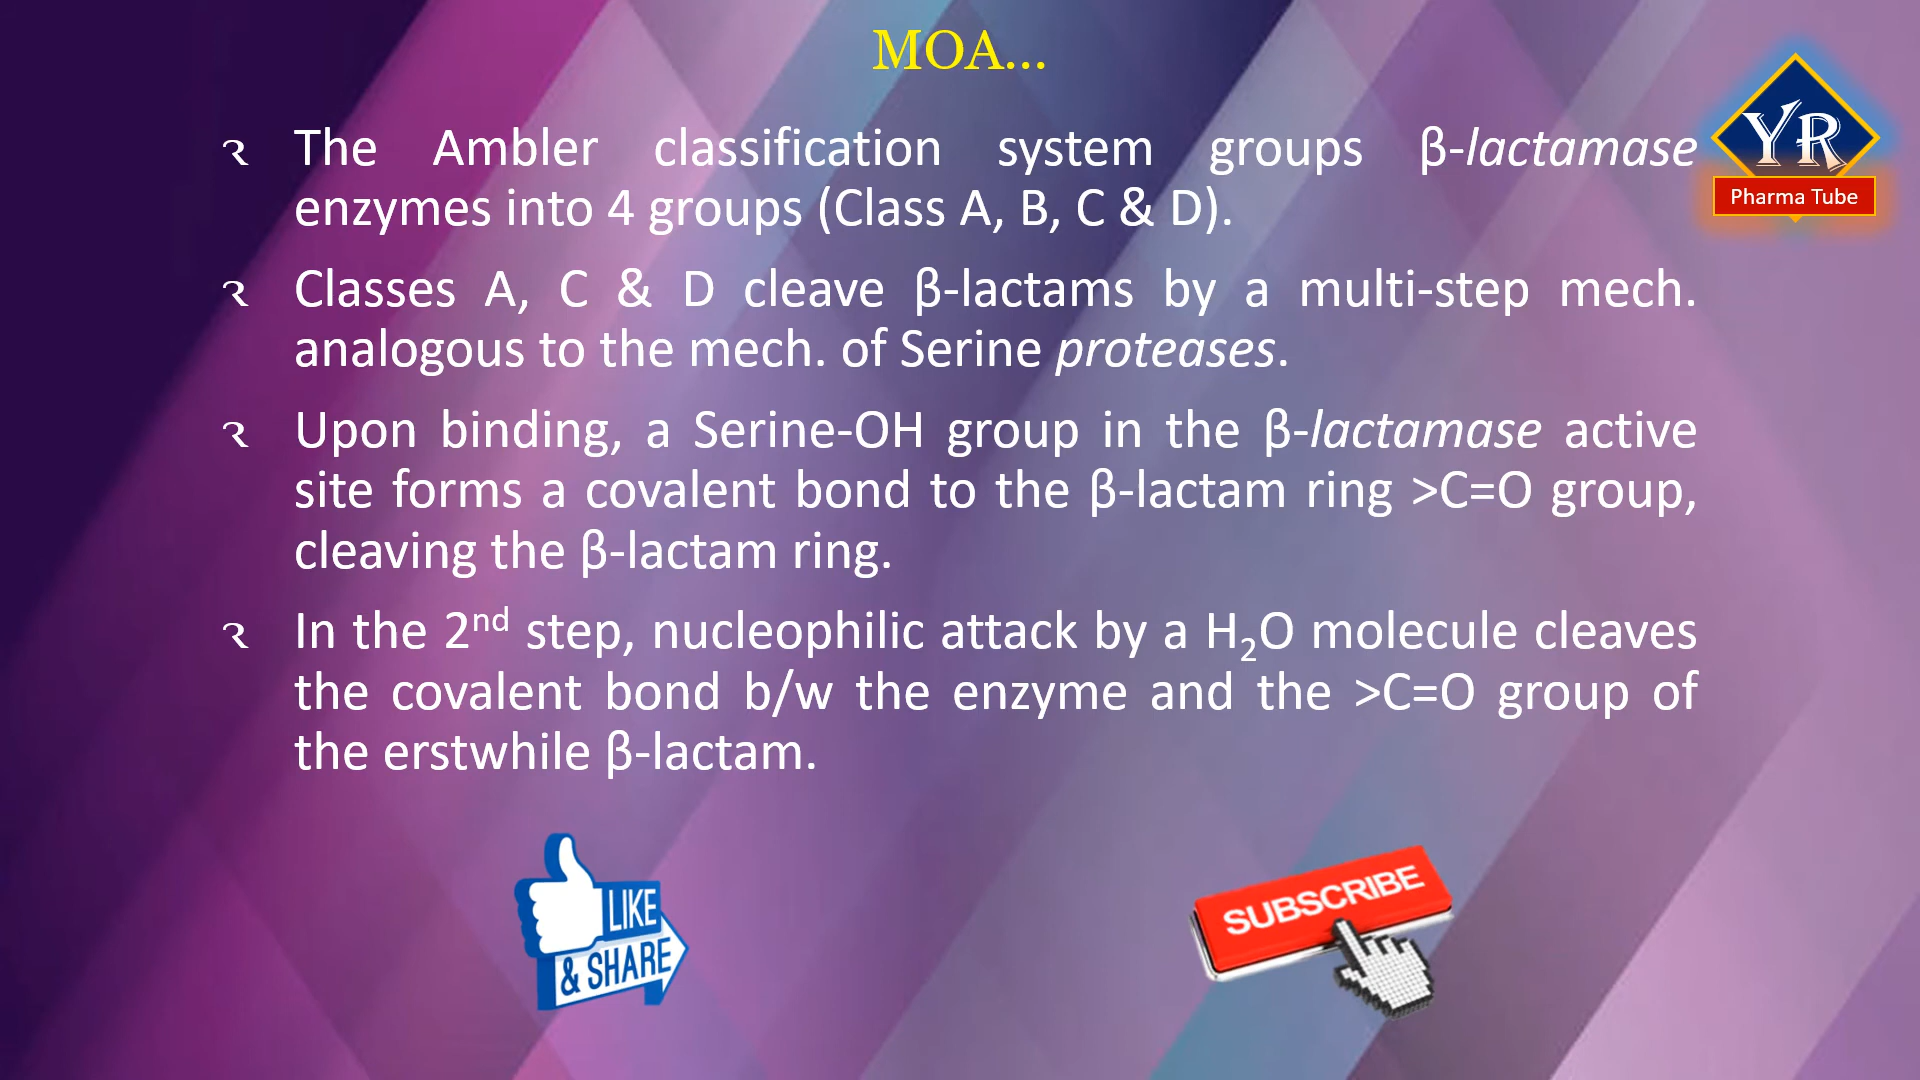 MOA...
YR
Pharma Tube
The Ambler classification system groups β-lactamase
enzymes into 4 groups (Class A, B, C & D).
Classes A, C & D cleave β-lactams by a multi-step mech.
analogous to the mech. of Serine proteases.
Upon binding, a Serine-OH group in the β-lactamase active
site forms a covalent bond to the β-lactam ring >C=O group,
cleaving the β-lactam ring.
In the 2nd step, nucleophilic attack by a H₂O molecule cleaves
the covalent bond b/w the enzyme and the >C=O group of
the erstwhile β-lactam.
LIKE
& SHARE
SUBSCRIBE